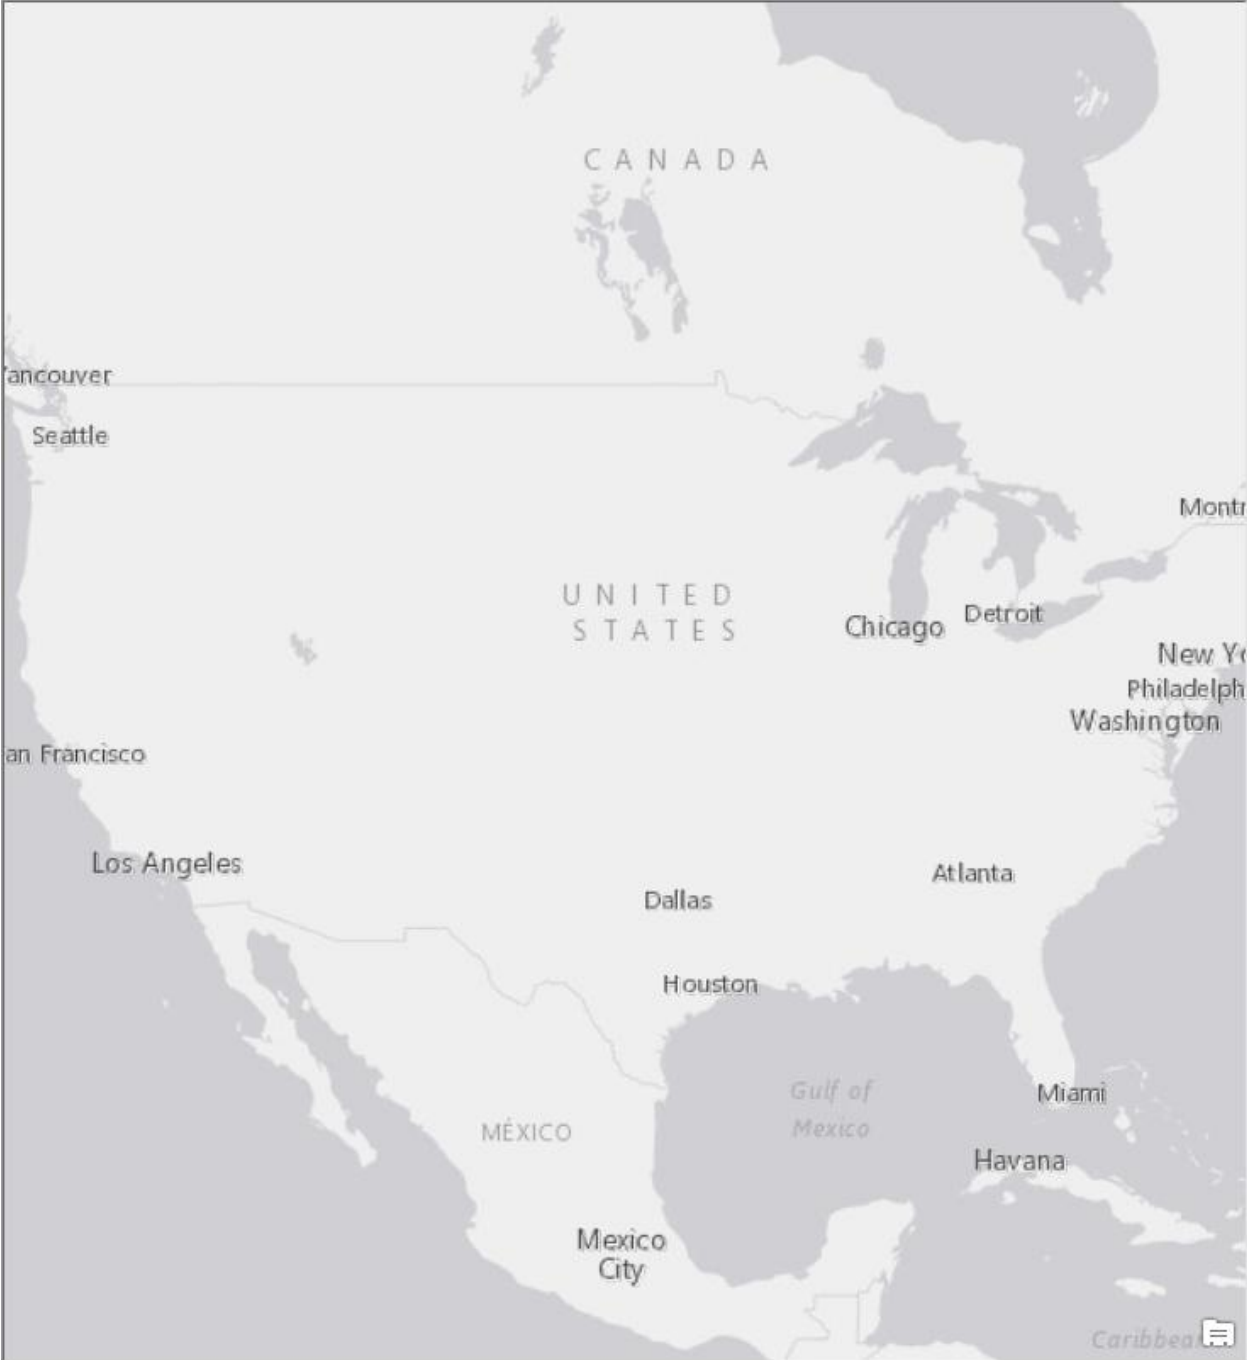 CANADA
ancouver
Seattle
Montr
UNITED
STATES
Chicago
Detroit
New Yo
Philadelph
Washington
an Francisco
Los Angeles
Atlanta
Dallas
Houston
Gulf of
Mexico
Miami
MÉXICO
Havana
Mexico
City
Caribbea